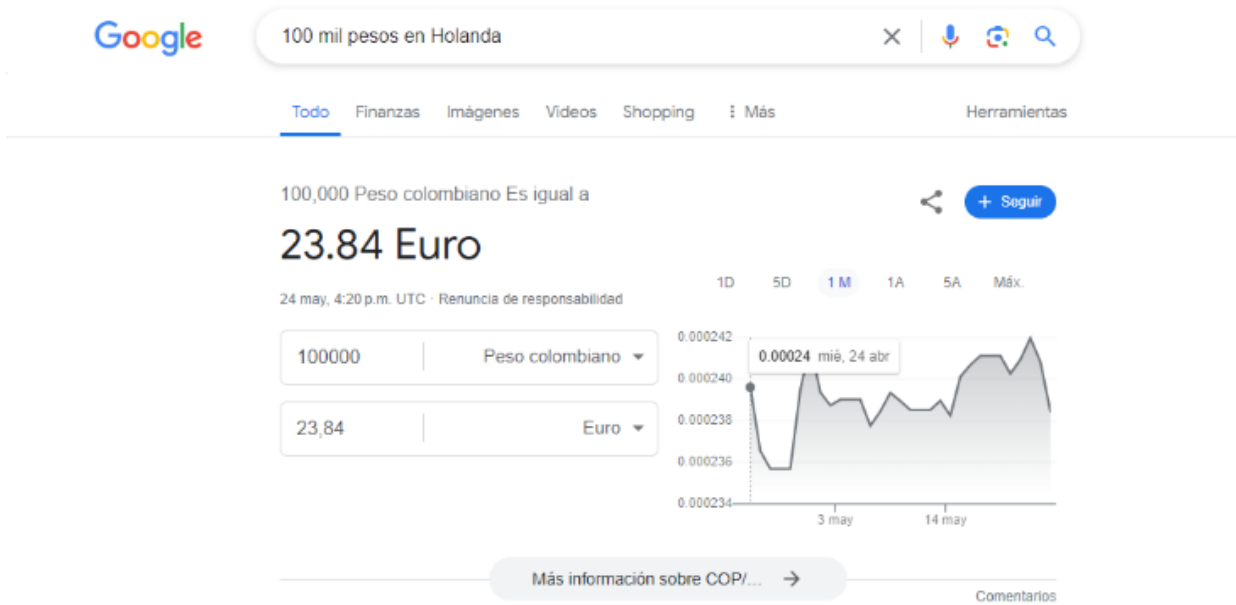 Google
100 mil pesos en Holanda
Todo Finanzas Imágenes Videos Shopping Más Herramientas
100,000 Peso colombiano Es igual a
+ Seguir
23.84 Euro
24 may, 4:20 p.m. UTC · Renuncia de responsabilidad
1D 5D 1 M 1A 5A Máx.
100000 Peso colombiano
23,84 Euro
0.000242
0.00024 mié, 24 abr
0.000240
0.000238
0.000236
0.000234
3 may 14 may
Más información sobre COP/...
Comentarios